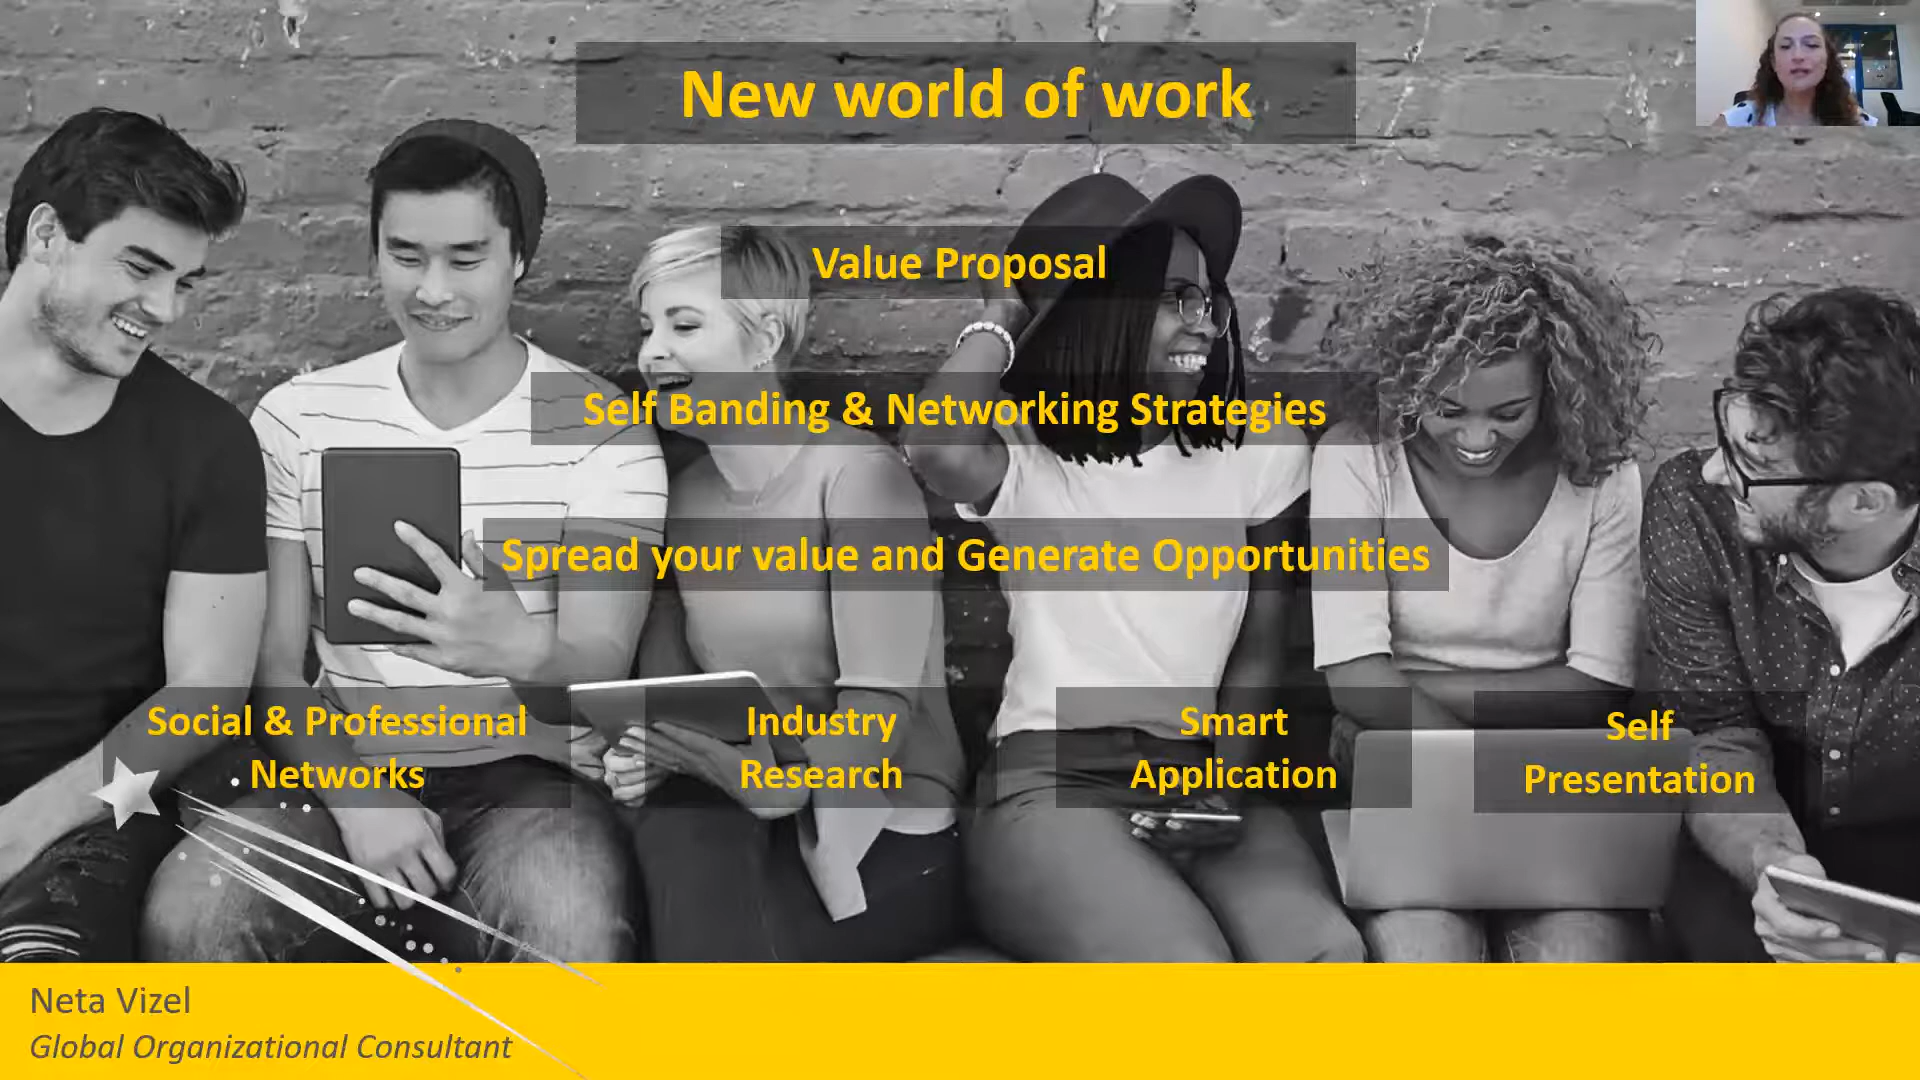 New world of work
Value Proposal
Self Banding & Networking Strategies
Spread your value and Generate Opportunities
Social & Professional
Networks
Industry
Research
Smart
Application
Self
Presentation
Neta Vizel
Global Organizational Consultant